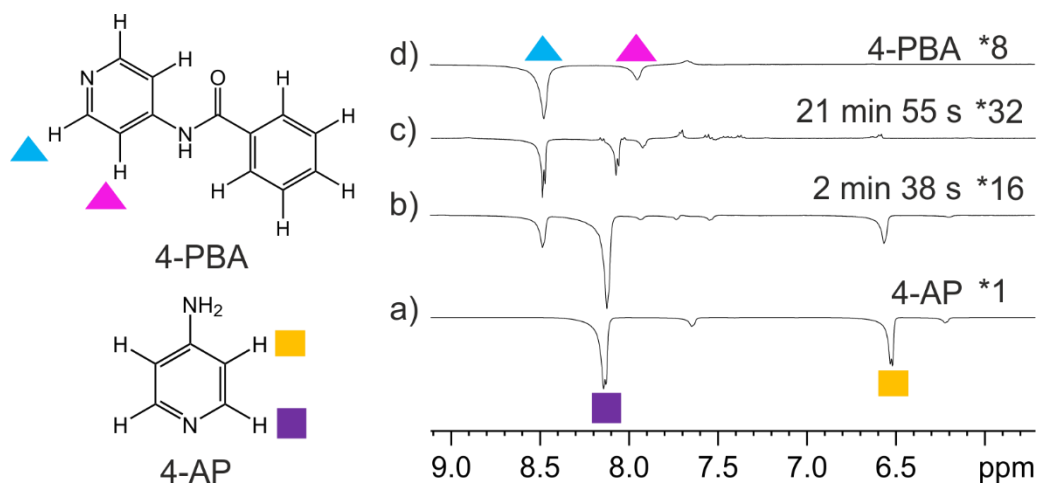 H
H
H
N
O
H
H
H
N
H
H
H
H
H
4-PBA
NH₂
H
H
H
N
H
4-AP
d)
4-PBA *8
c)
21 min 55 s *32
b)
2 min 38 s *16
a)
4-AP *1
9.0 8.5 8.0 7.5 7.0 6.5 ppm